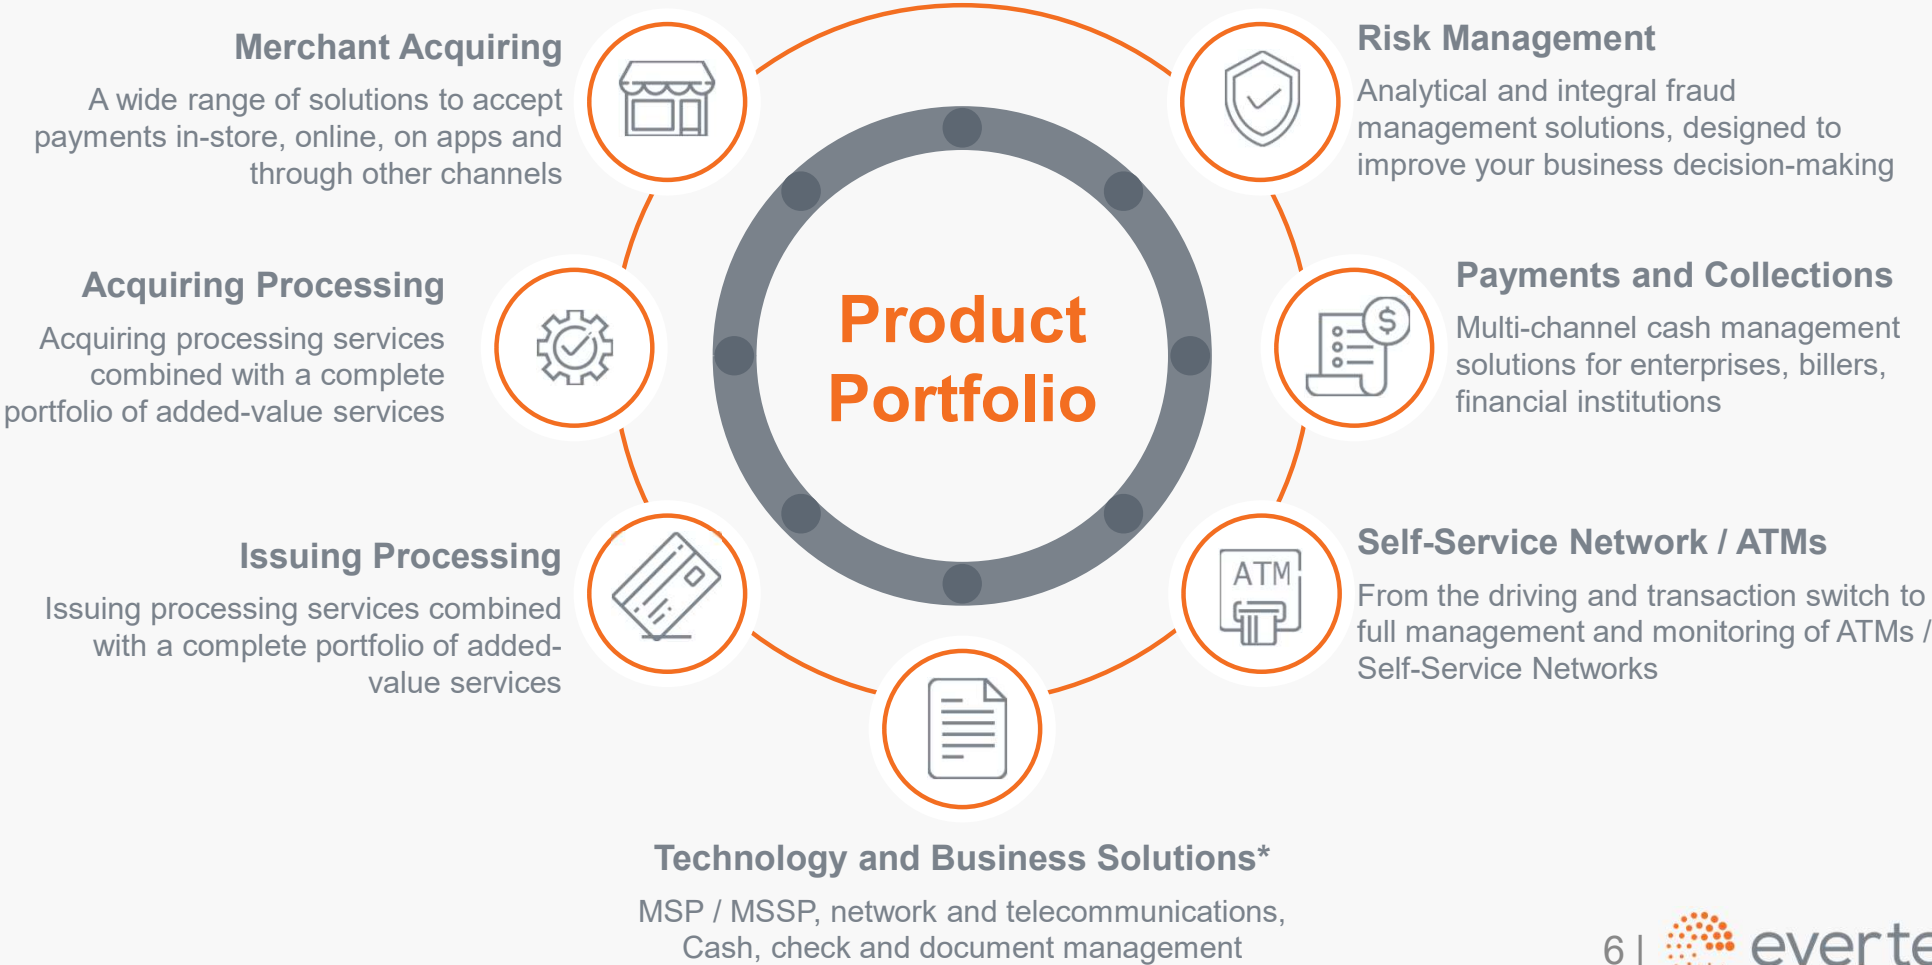 Merchant Acquiring
A wide range of solutions to accept
payments in-store, online, on apps and
through other channels
Risk Management
Analytical and integral fraud
management solutions, designed to
improve your business decision-making
Acquiring Processing
Acquiring processing services
combined with a complete
portfolio of added-value services
Product
Portfolio
Payments and Collections
Multi-channel cash management
solutions for enterprises, billers,
financial institutions
Issuing Processing
Issuing processing services combined
with a complete portfolio of added-
value services
ATM
Self-Service Network / ATMs
From the driving and transaction switch to
full management and monitoring of ATMs /
Self-Service Networks
Technology and Business Solutions*
MSP / MSSP, network and telecommunications,
Cash, check and document management
6 |
everte